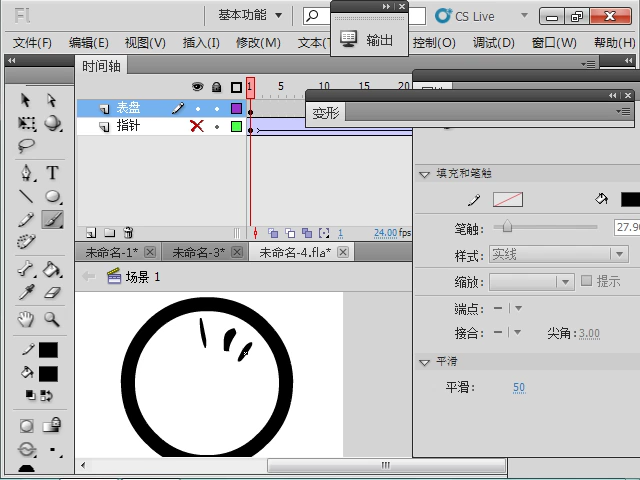 Fl
基本功能
CS Live
文件(F) 编辑(E) 视图(V) 插入(I) 修改(M) 文本(T 控制(O) 调试(D) 窗口(W) 帮助(H)
输出
时间轴
1 5 10 15 20
表盘
变形
指针
填充和笔触
笔触: 27.90
1 24.00 fps
样式: 实线
未命名-1* 未命名-3* 未命名-4.fla*
缩放: 提示
场景 1
端点:
接合: 尖角: 3.00
平滑
平滑: 50